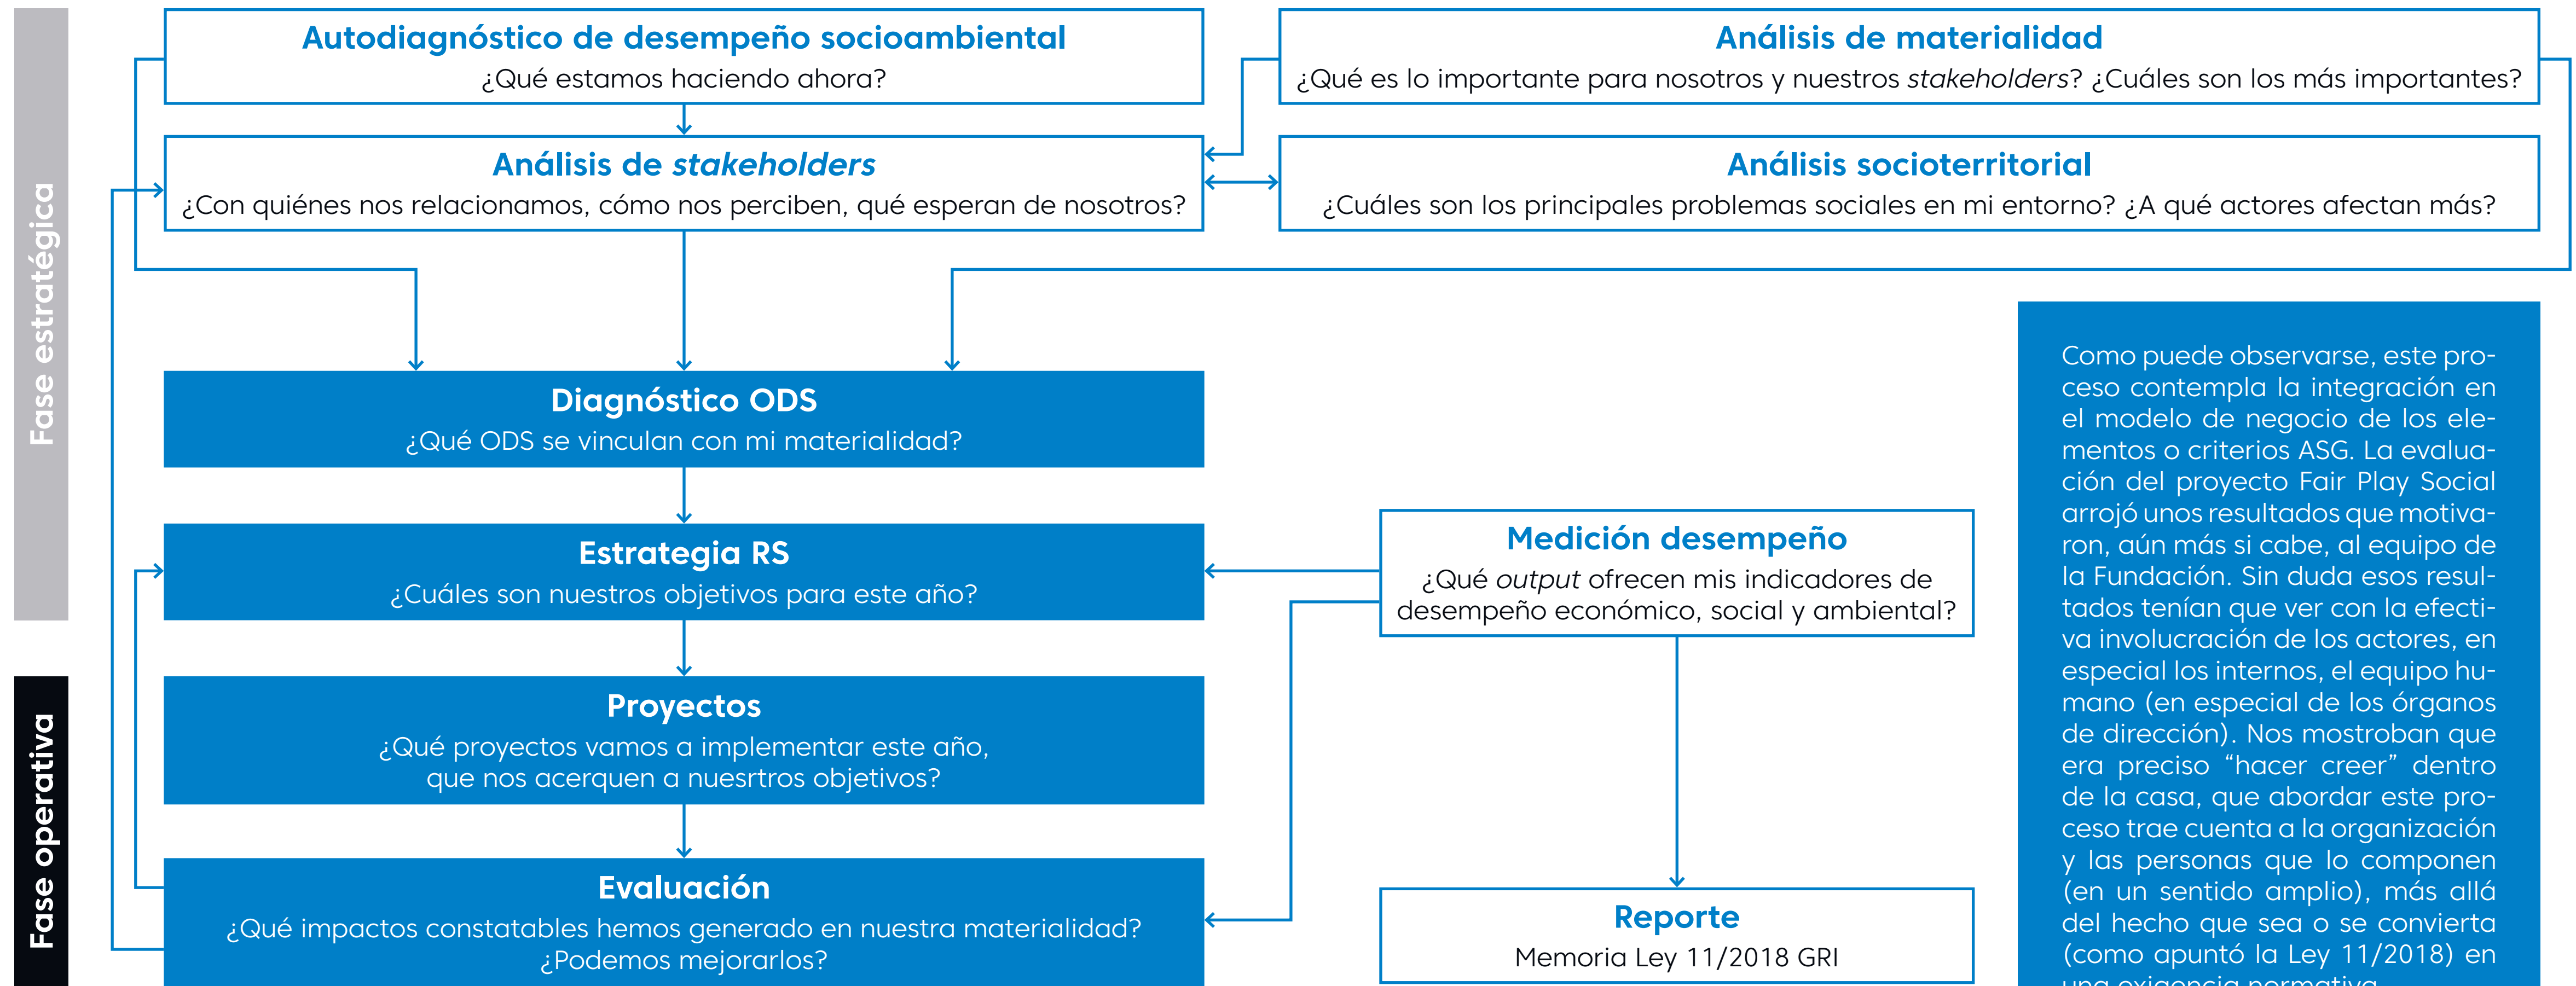 Fase estratégica
Autodiagnóstico de desempeño socioambiental
¿Qué estamos haciendo ahora?
Análisis de materialidad
¿Qué es lo importante para nosotros y nuestros stakeholders? ¿Cuáles son los más importantes?
Análisis de stakeholders
¿Con quiénes nos relacionamos, cómo nos perciben, qué esperan de nosotros?
Análisis socioterritorial
¿Cuáles son los principales problemas sociales en mi entorno? ¿A qué actores afectan más?
Diagnóstico ODS
¿Qué ODS se vinculan con mi materialidad?
Estrategia RS
¿Cuáles son nuestros objetivos para este año?
Medición desempeño
¿Qué output ofrecen mis indicadores de
desempeño económico, social y ambiental?
Fase operativa
Proyectos
¿Qué proyectos vamos a implementar este año,
que nos acerquen a nuesrtros objetivos?
Evaluación
¿Qué impactos constatables hemos generado en nuestra materialidad?
¿Podemos mejorarlos?
Reporte
Memoria Ley 11/2018 GRI
Como puede observarse, este pro-
ceso contempla la integración en
el modelo de negocio de los ele-
mentos o criterios ASG. La evalua-
ción del proyecto Fair Play Social
arrojó unos resultados que motiva-
ron, aún más si cabe, al equipo de
la Fundación. Sin duda esos resul-
tados tenían que ver con la efecti-
va involucración de los actores, en
especial los internos, el equipo hu-
mano (en especial de los órganos
de dirección). Nos mostroban que
era preciso “hacer creer” dentro
de la casa, que abordar este pro-
ceso trae cuenta a la organización
y las personas que lo componen
(en un sentido amplio), más allá
del hecho que sea o se convierta
(como apuntó la Ley 11/2018) en
una exigencia normativa.